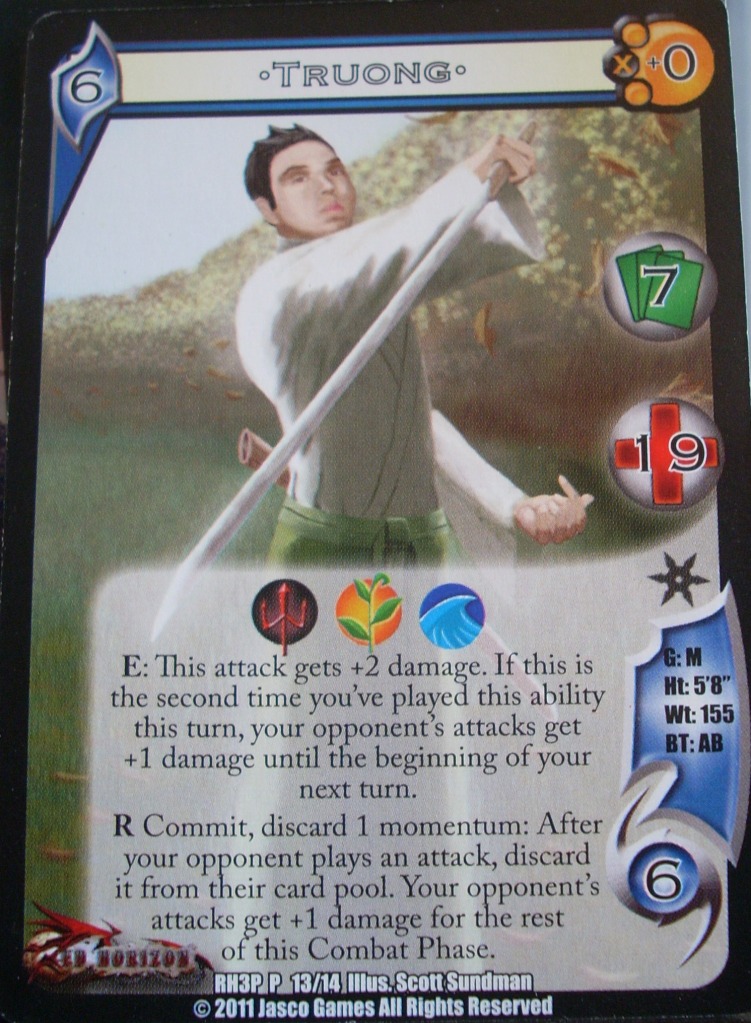 6
·TRUONG·
X +0
7
19
G: M
Ht: 5'8"
Wt: 155
BT: AB
6
E: This attack gets +2 damage. If this is
the second time you've played this ability
this turn, your opponent's attacks get
+1 damage until the beginning of your
next turn.
R Commit, discard 1 momentum: After
your opponent plays an attack, discard
it from their card pool. Your opponent's
attacks get +1 damage for the rest
of this Combat Phase.
RED HORIZON
RH3P P 13/14 Illus. Scott Sundman
© 2011 Jasco Games All Rights Reserved